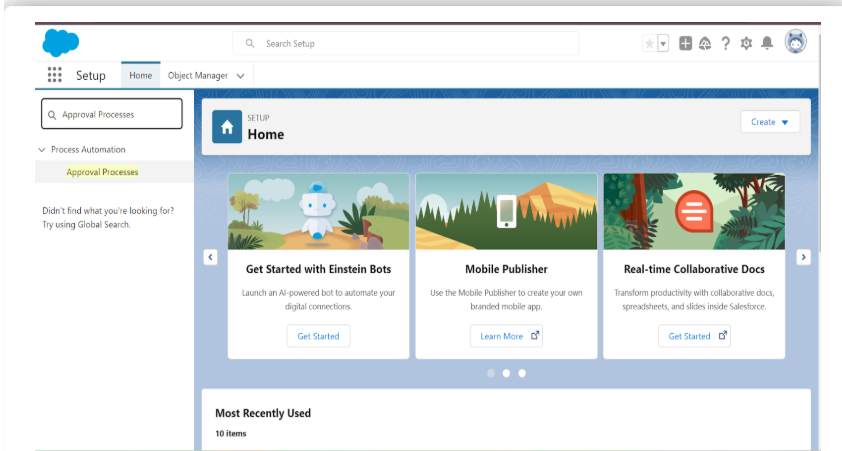 Search Setup
Setup
Home
Object Manager
Approval Processes
Process Automation
Approval Processes
Didn't find what you're looking for?
Try using Global Search.
SETUP
Home
Create
Get Started with Einstein Bots
Launch an AI-powered bot to automate your
digital connections.
Get Started
Mobile Publisher
Use the Mobile Publisher to create your own
branded mobile app.
Learn More
Real-time Collaborative Docs
Transform productivity with collaborative docs,
spreadsheets, and slides inside Salesforce.
Get Started
Most Recently Used
10 items